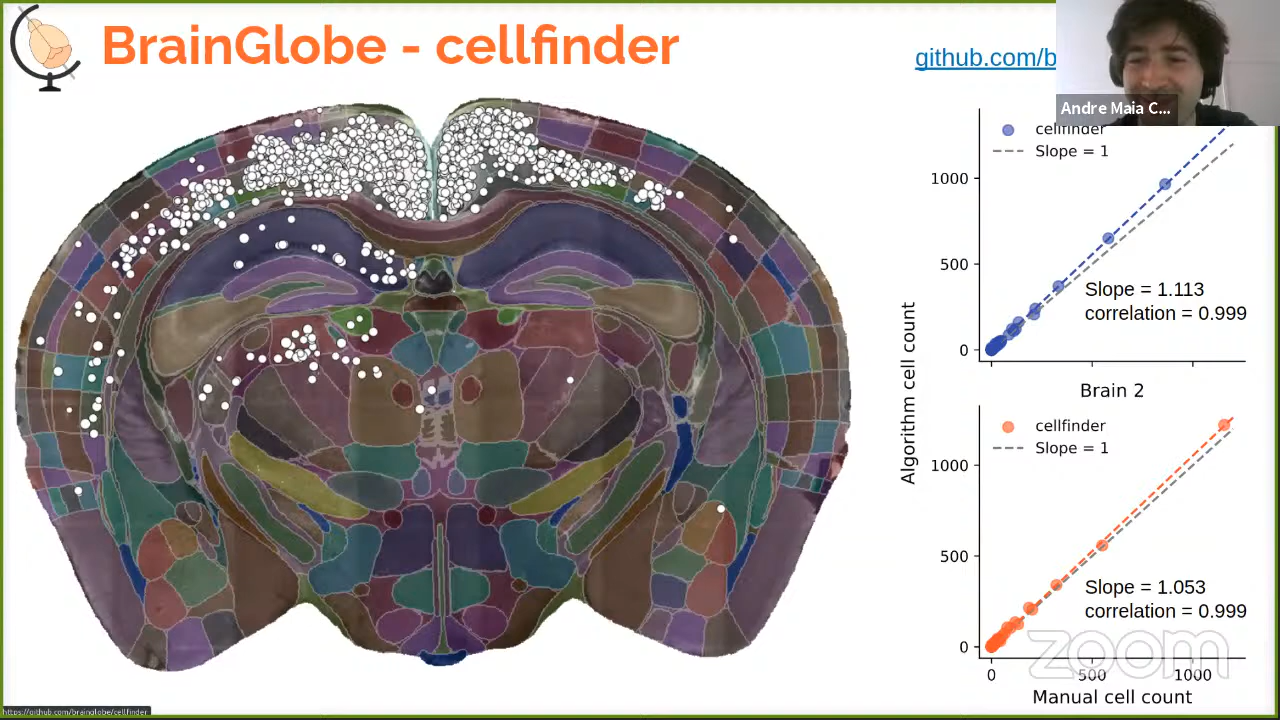 BrainGlobe - cellfinder
github.com/b
Andre Maia C...
cellfinder
Slope = 1
1000
500
0
Slope = 1.113
correlation = 0.999
Algorithm cell count
Brain 2
cellfinder
Slope = 1
1000
500
0
Slope = 1.053
correlation = 0.999
zoom
0 500 1000
Manual cell count
https://github.com/brainglobe/cellfinder